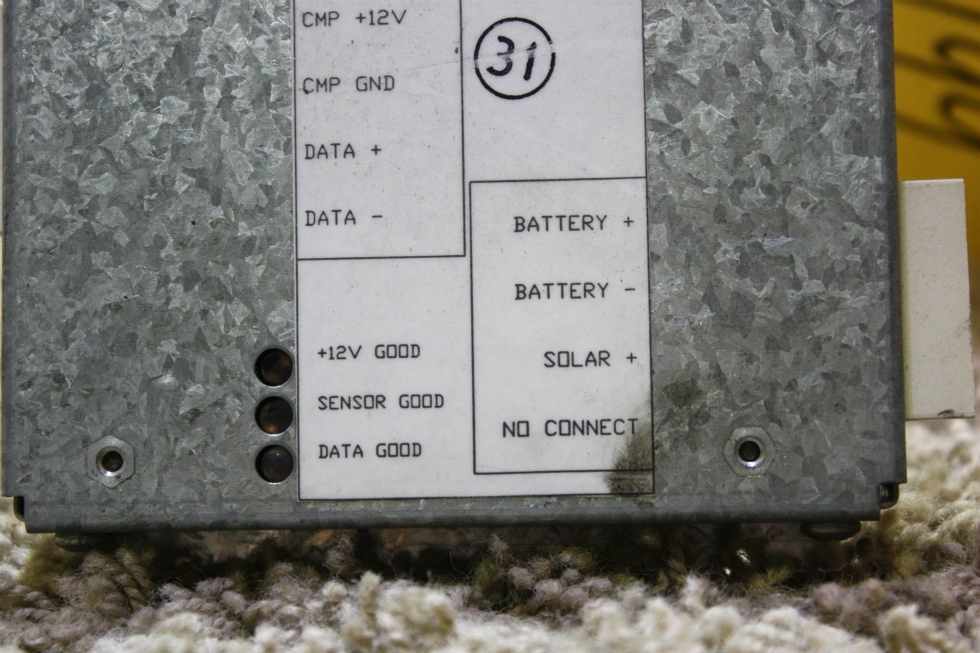 CMP +12V
CMP GND
DATA +
DATA -
31
BATTERY +
BATTERY -
SOLAR +
NO CONNECT
+12V GOOD
SENSOR GOOD
DATA GOOD